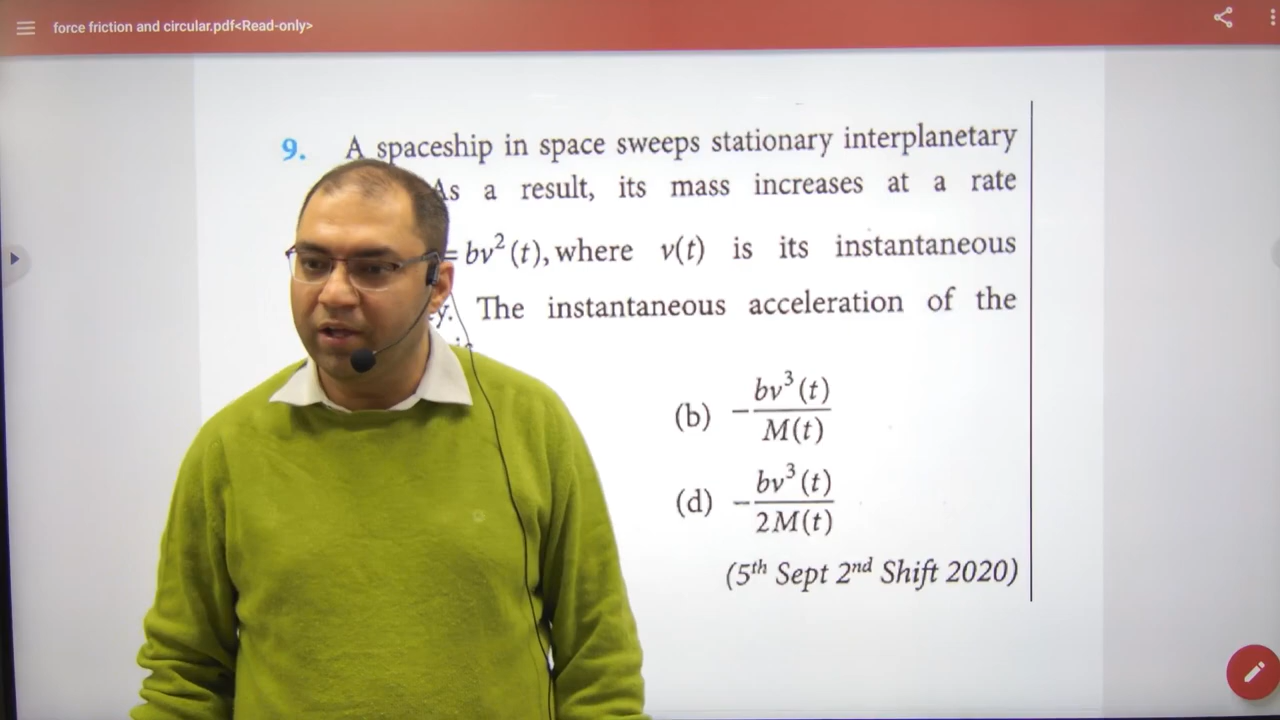 force friction and circular.pdf<Read-only>
9. A spaceship in space sweeps stationary interplanetary
As a result, its mass increases at a rate
= bv²(t), where v(t) is its instantaneous
y. The instantaneous acceleration of the
(b) -bv³(t)/M(t)
(d) -bv³(t)/2M(t)
(5th Sept 2nd Shift 2020)